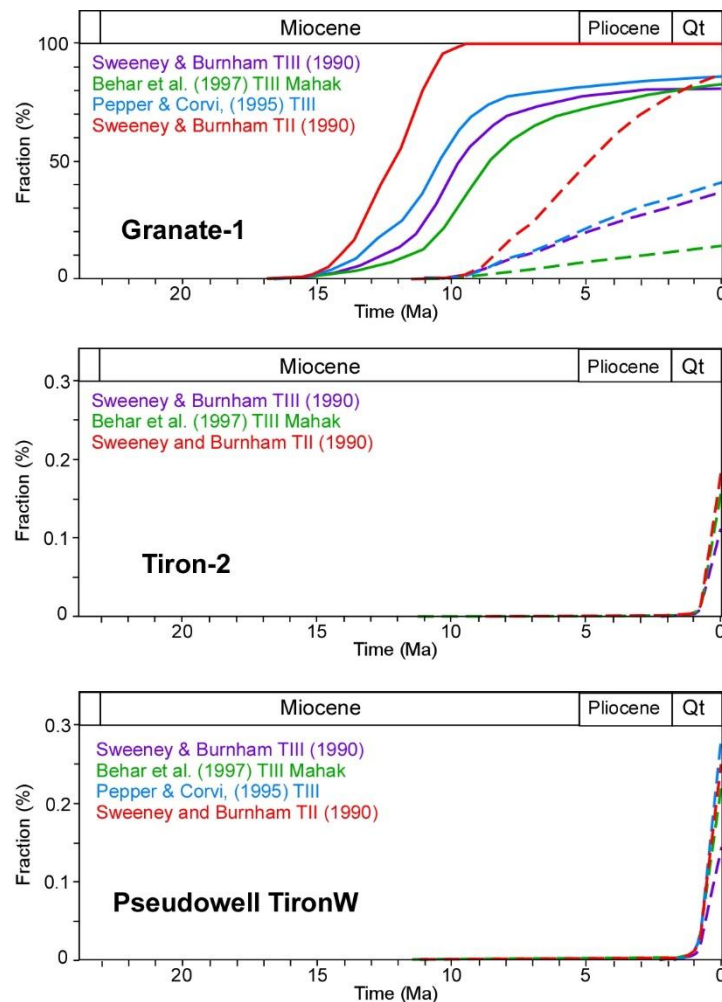 Miocene Pliocene Qt
100
Sweeney & Burnham TIII (1990)
Behar et al. (1997) TIII Mahak
Pepper & Corvi, (1995) TIII
Sweeney & Burnham TII (1990)
Fraction (%)
50
Granate-1
0
20 15 10 5 0
Time (Ma)
Miocene Pliocene Qt
0.3
Sweeney & Burnham TIII (1990)
Behar et al. (1997) TIII Mahak
Sweeney and Burnham TII (1990)
Fraction (%)
0.2
0.1
Tiron-2
0
20 15 10 5 0
Time (Ma)
Miocene Pliocene Qt
0.3
Sweeney & Burnham TIII (1990)
Behar et al. (1997) TIII Mahak
Pepper & Corvi, (1995) TIII
Sweeney and Burnham TII (1990)
Fraction (%)
0.2
0.1
Pseudowell TironW
0
20 15 10 5 0
Time (Ma)